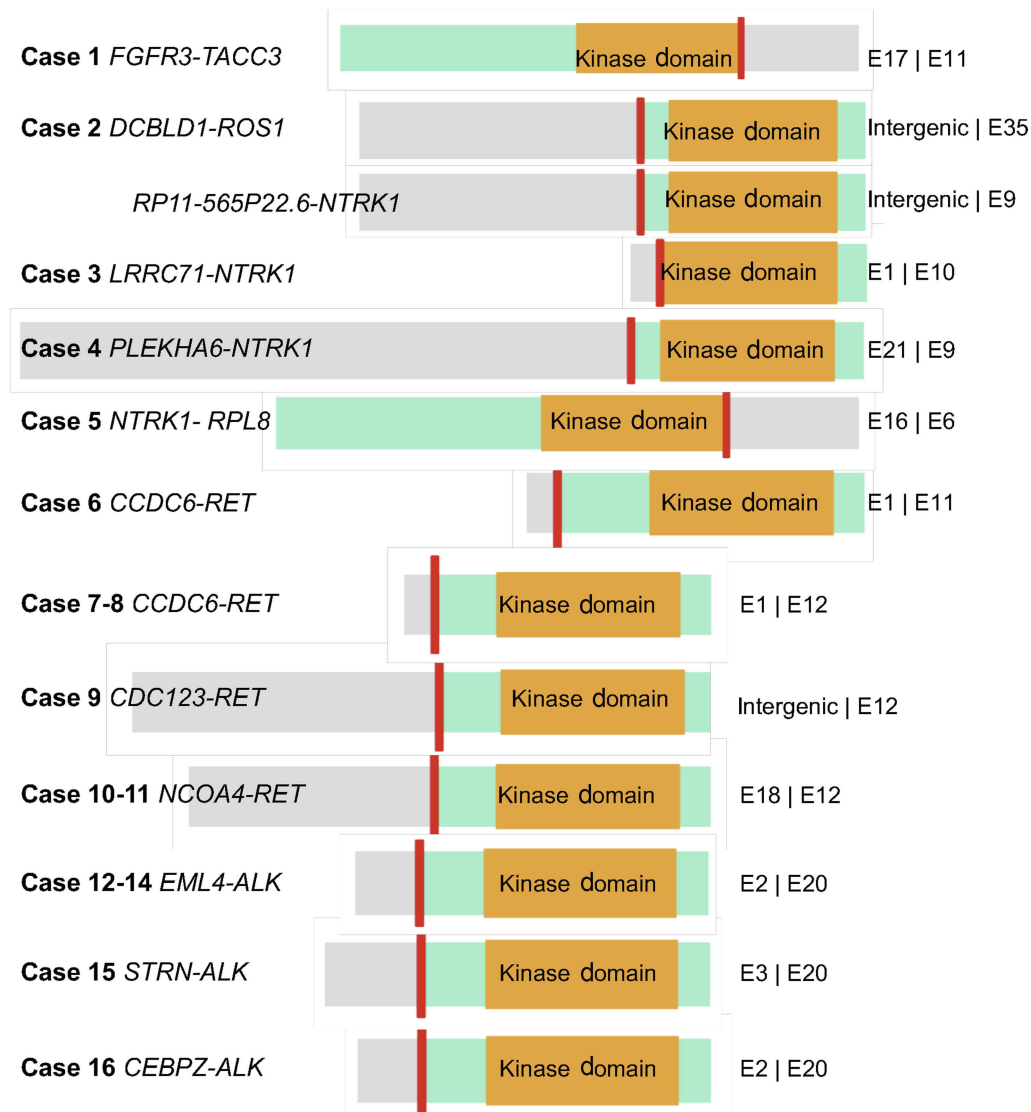 Case 1 FGFR3-TACC3 Kinase domain E17 | E11
Case 2 DCBLD1-ROS1 Kinase domain Intergenic | E35
RP11-565P22.6-NTRK1 Kinase domain Intergenic | E9
Case 3 LRRC71-NTRK1 Kinase domain E1 | E10
Case 4 PLEKHA6-NTRK1 Kinase domain E21 | E9
Case 5 NTRK1- RPL8 Kinase domain E16 | E6
Case 6 CCDC6-RET Kinase domain E1 | E11
Case 7-8 CCDC6-RET Kinase domain E1 | E12
Case 9 CDC123-RET Kinase domain Intergenic | E12
Case 10-11 NCOA4-RET Kinase domain E18 | E12
Case 12-14 EML4-ALK Kinase domain E2 | E20
Case 15 STRN-ALK Kinase domain E3 | E20
Case 16 CEBPZ-ALK Kinase domain E2 | E20